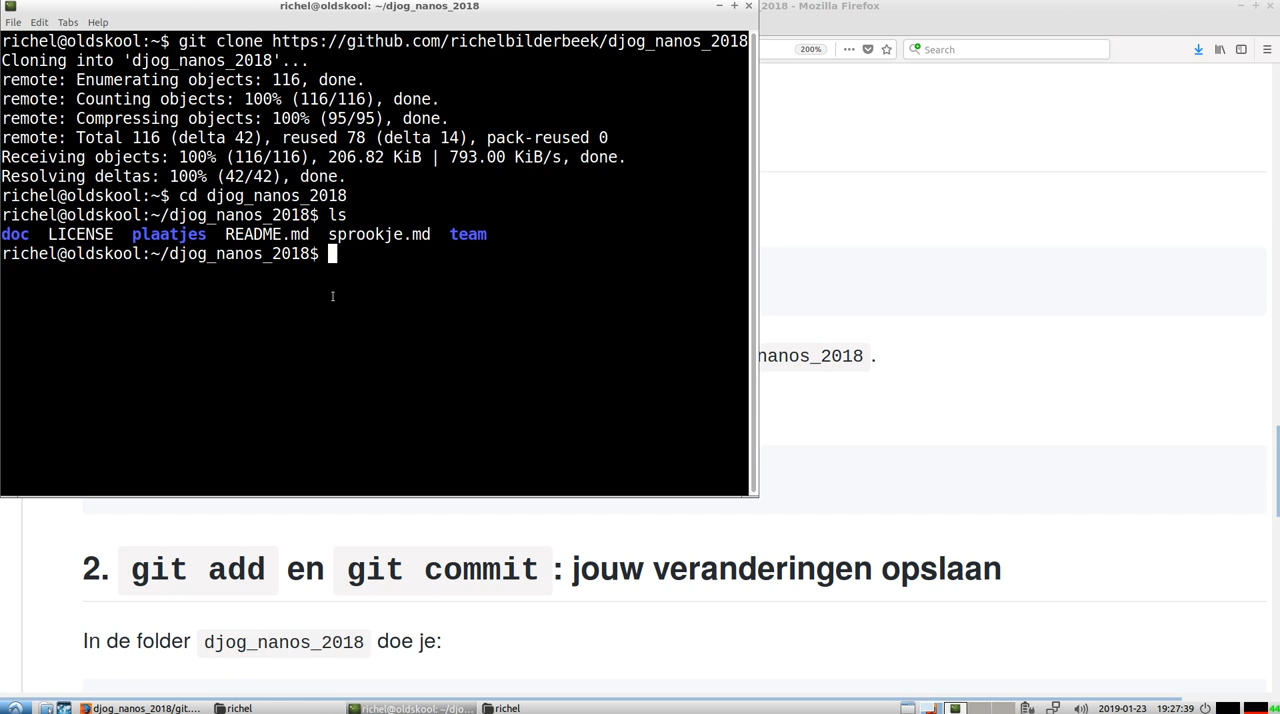 richel@oldskool: ~/djog_nanos_2018
2018 - Mozilla Firefox
File Edit Tabs Help
200%
Search
richel@oldskool:~$ git clone https://github.com/richelbilderbeek/djog_nanos_2018
Cloning into 'djog_nanos_2018'...
remote: Enumerating objects: 116, done.
remote: Counting objects: 100% (116/116), done.
remote: Compressing objects: 100% (95/95), done.
remote: Total 116 (delta 42), reused 78 (delta 14), pack-reused 0
Receiving objects: 100% (116/116), 206.82 KiB | 793.00 KiB/s, done.
Resolving deltas: 100% (42/42), done.
richel@oldskool:~$ cd djog_nanos_2018
richel@oldskool:~/djog_nanos_2018$ ls
doc LICENSE plaatjes README.md sprookje.md team
richel@oldskool:~/djog_nanos_2018$
nanos_2018 .
2. git add en git commit : jouw veranderingen opslaan
In de folder djog_nanos_2018 doe je:
djog_nanos_2018/git.... richel richel@oldskool: ~/djo... richel 2019-01-23 19:27:39 44